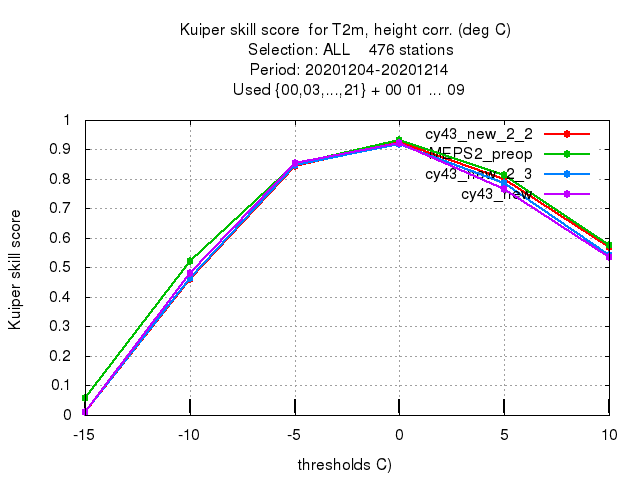 Kuiper skill score  for T2m, height corr. (deg C)
Selection: ALL    476 stations
Period: 20201204-20201214
Used {00,03,...,21} + 00 01 ... 09
Kuiper skill score
1
0.9
0.8
0.7
0.6
0.5
0.4
0.3
0.2
0.1
0
cy43_new_2_2
MEPS2_preop
cy43_new_2_3
cy43_new
-15 -10 -5 0 5 10
thresholds C)